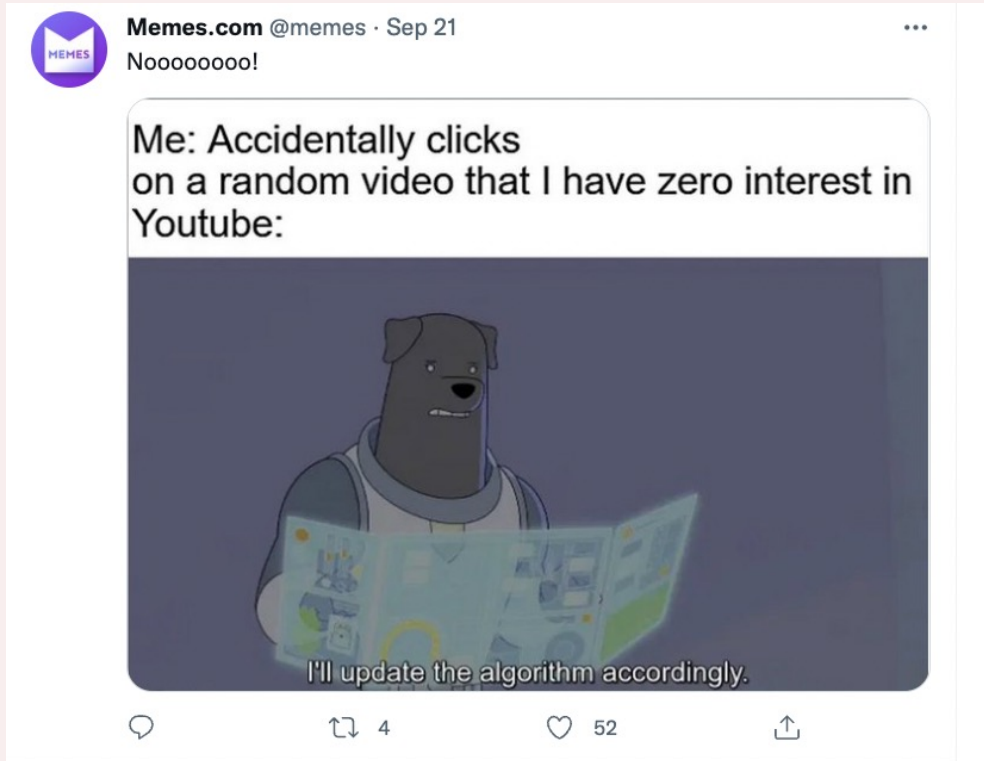 MEMES
Memes.com @memes · Sep 21
Noooooooo!
Me: Accidentally clicks
on a random video that I have zero interest in
Youtube:
I'll update the algorithm accordingly.
4
52